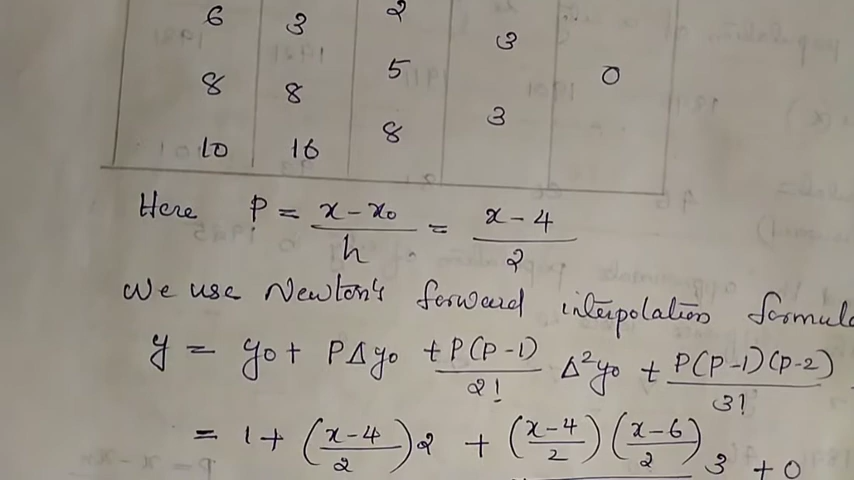 2
6 3
3
5
0
8 8
3
8
10 16
Here P = x - x₀ / h = x - 4 / 2
We use Newton's forward interpolation formula
y = y₀ + PΔy₀ + P(P-1) / 2! Δ²y₀ + P(P-1)(P-2) / 3!
= 1 + (x-4 / 2) 2 + (x-4 / 2) (x-6 / 2) 3 + 0